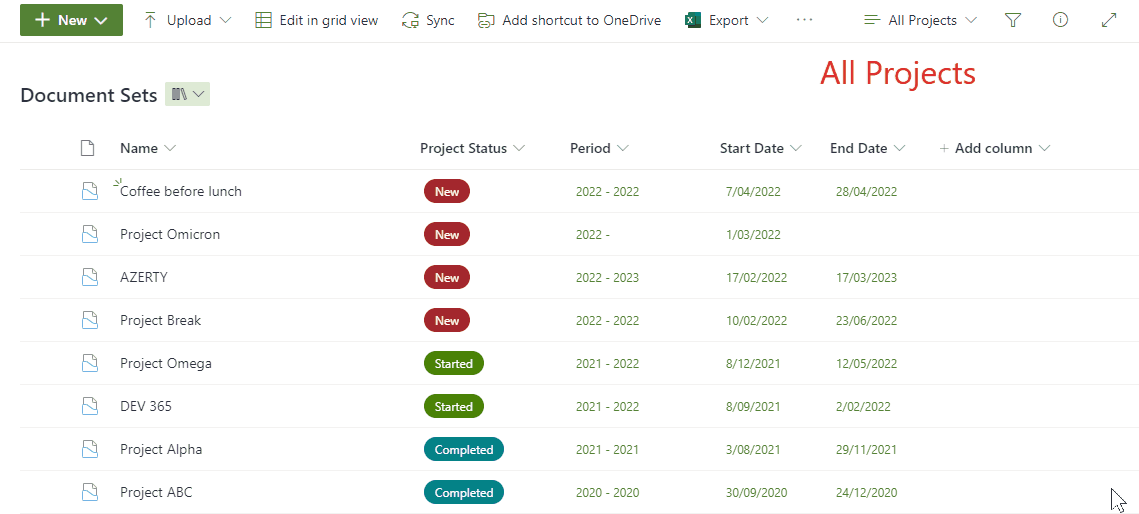 New Upload Edit in grid view Sync Add shortcut to OneDrive Export ... All Projects
All Projects
Document Sets
Name Project Status Period Start Date End Date + Add column
Coffee before lunch New 2022 - 2022 7/04/2022 28/04/2022
Project Omicron New 2022 - 1/03/2022
AZERTY New 2022 - 2023 17/02/2022 17/03/2023
Project Break New 2022 - 2022 10/02/2022 23/06/2022
Project Omega Started 2021 - 2022 8/12/2021 12/05/2022
DEV 365 Started 2021 - 2022 8/09/2021 2/02/2022
Project Alpha Completed 2021 - 2021 3/08/2021 29/11/2021
Project ABC Completed 2020 - 2020 30/09/2020 24/12/2020